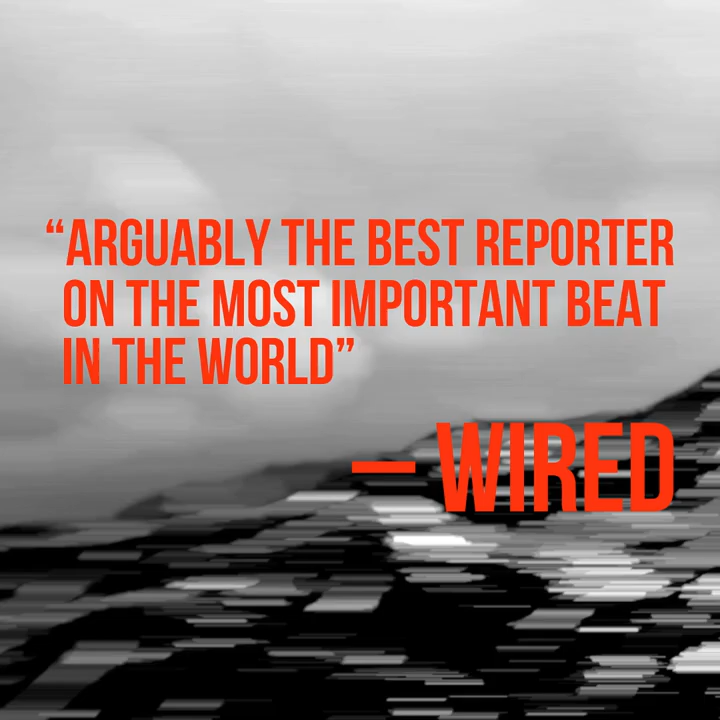 “ARGUABLY THE BEST REPORTER
ON THE MOST IMPORTANT BEAT
IN THE WORLD”
— WIRED